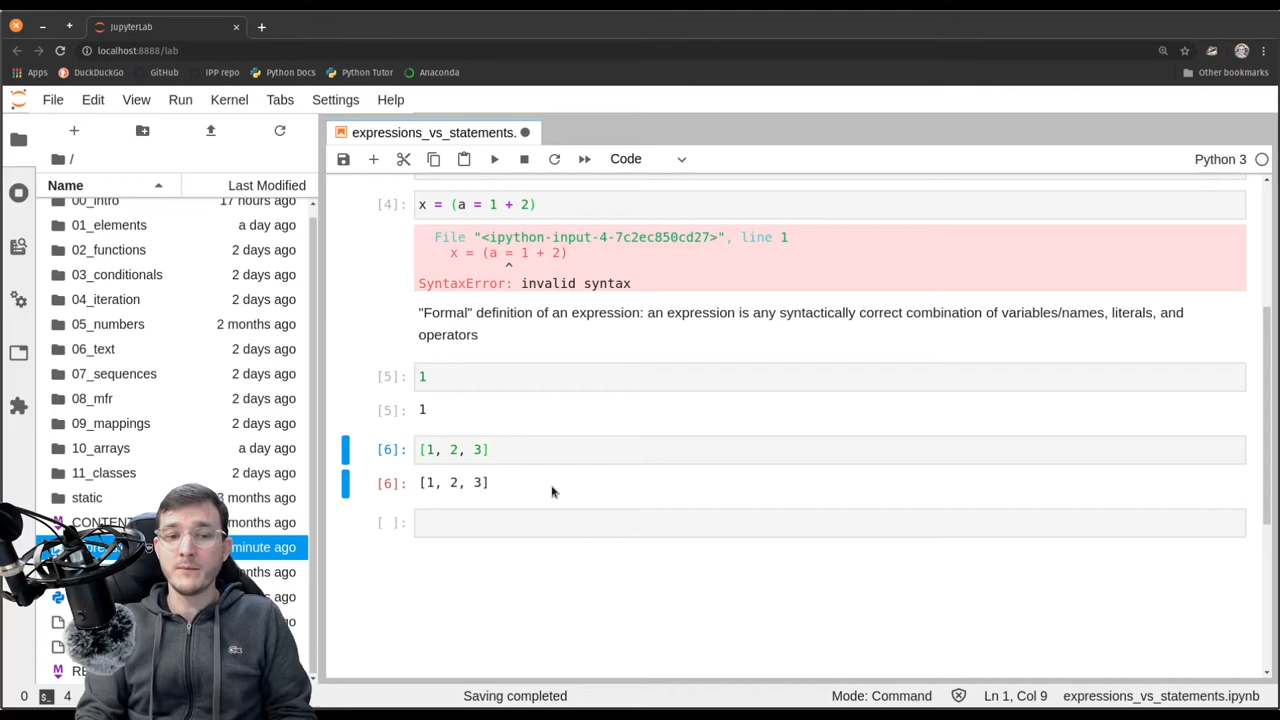 JupyterLab
localhost:8888/lab
Apps DuckDuckGo GitHub IPP repo Python Docs Python Tutor Anaconda Other bookmarks
File Edit View Run Kernel Tabs Settings Help
expressions_vs_statements.
/
Code Python 3
Name Last Modified
00_intro 17 hours ago
01_elements a day ago
02_functions 2 days ago
03_conditionals 2 days ago
04_iteration 2 days ago
05_numbers 2 months ago
06_text 2 days ago
07_sequences 2 days ago
08_mfr 2 days ago
09_mappings 2 days ago
10_arrays a day ago
11_classes 2 days ago
static 3 months ago
months ago
minute ago
ago
[4]: x = (a = 1 + 2)
File "<ipython-input-4-7c2ec850cd27>", line 1
x = (a = 1 + 2)
^
SyntaxError: invalid syntax
"Formal" definition of an expression: an expression is any syntactically correct combination of variables/names, literals, and
operators
[5]: 1
[5]: 1
[6]: [1, 2, 3]
[6]: [1, 2, 3]
[ ]:
0 $_ 4 Saving completed Mode: Command Ln 1, Col 9 expressions_vs_statements.ipynb